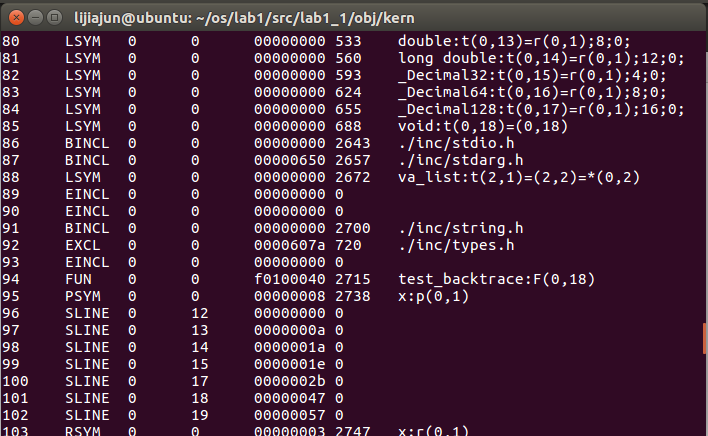 lijiajun@ubuntu: ~/os/lab1/src/lab1_1/obj/kern
80 LSYM 0 0 00000000 533 double:t(0,13)=r(0,1);8;0;
81 LSYM 0 0 00000000 560 long double:t(0,14)=r(0,1);12;0;
82 LSYM 0 0 00000000 593 _Decimal32:t(0,15)=r(0,1);4;0;
83 LSYM 0 0 00000000 624 _Decimal64:t(0,16)=r(0,1);8;0;
84 LSYM 0 0 00000000 655 _Decimal128:t(0,17)=r(0,1);16;0;
85 LSYM 0 0 00000000 688 void:t(0,18)=(0,18)
86 BINCL 0 0 00000000 2643 ./inc/stdio.h
87 BINCL 0 0 00000650 2657 ./inc/stdarg.h
88 LSYM 0 0 00000000 2672 va_list:t(2,1)=(2,2)=*(0,2)
89 EINCL 0 0 00000000 0
90 EINCL 0 0 00000000 0
91 BINCL 0 0 00000000 2700 ./inc/string.h
92 EXCL 0 0 0000607a 720 ./inc/types.h
93 EINCL 0 0 00000000 0
94 FUN 0 0 f0100040 2715 test_backtrace:F(0,18)
95 PSYM 0 0 00000008 2738 x:p(0,1)
96 SLINE 0 12 00000000 0
97 SLINE 0 13 0000000a 0
98 SLINE 0 14 0000001a 0
99 SLINE 0 15 0000001e 0
100 SLINE 0 17 0000002b 0
101 SLINE 0 18 00000047 0
102 SLINE 0 19 00000057 0
103 RSYM 0 0 00000003 2747 x:r(0,1)